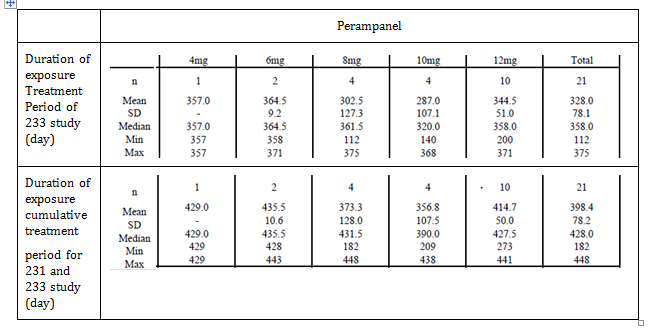 Perampanel
Duration of
exposure
Treatment
Period of
233 study
(day)
4mg 6mg 8mg 10mg 12mg Total
n 1 2 4 4 10 21
Mean 357.0 364.5 302.5 287.0 344.5 328.0
SD - 9.2 127.3 107.1 51.0 78.1
Median 357.0 364.5 361.5 320.0 358.0 358.0
Min 357 358 112 140 200 112
Max 357 371 375 368 371 375
Duration of
exposure
cumulative
treatment
period for
231 and
233 study
(day)
n 1 2 4 4 10 21
Mean 429.0 435.5 373.3 356.8 414.7 398.4
SD - 10.6 128.0 107.5 50.0 78.2
Median 429.0 435.5 431.5 390.0 427.5 428.0
Min 429 428 182 209 273 182
Max 429 443 448 438 441 448